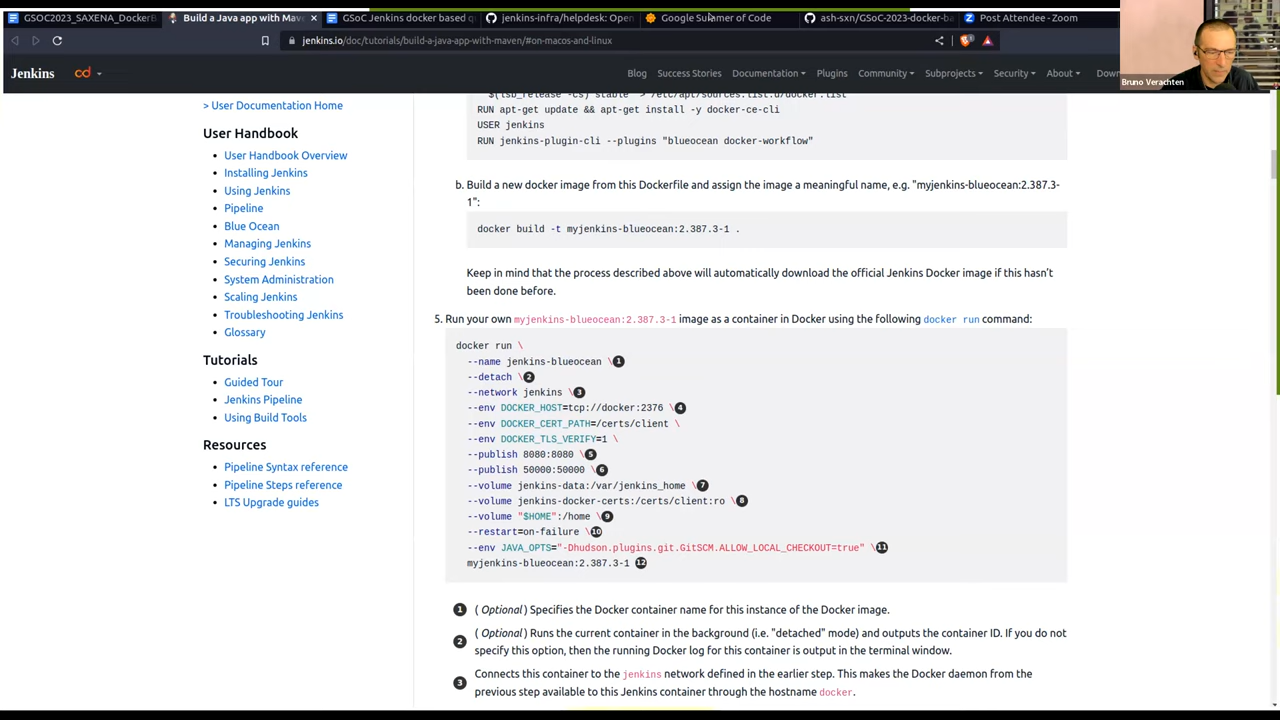 GSOC2023_SAXENA_DockerB
Build a Java app with Mave
GSoC Jenkins docker based q
jenkins-infra/helpdesk: Open
Google Summer of Code
ash-sxn/GSoC-2023-docker-ba
Post Attendee - Zoom
jenkins.io/doc/tutorials/build-a-java-app-with-maven/#on-macos-and-linux
Bruno Verachten
Jenkins
cd
Blog
Success Stories
Documentation
Plugins
Community
Subprojects
Security
About
Down
> User Documentation Home
User Handbook
User Handbook Overview
Installing Jenkins
Using Jenkins
Pipeline
Blue Ocean
Managing Jenkins
Securing Jenkins
System Administration
Scaling Jenkins
Troubleshooting Jenkins
Glossary
Tutorials
Guided Tour
Jenkins Pipeline
Using Build Tools
Resources
Pipeline Syntax reference
Pipeline Steps reference
LTS Upgrade guides
$(lsb_release -cs) stable" > /etc/apt/sources.list.d/docker.list
RUN apt-get update && apt-get install -y docker-ce-cli
USER jenkins
RUN jenkins-plugin-cli --plugins "blueocean docker-workflow"
b. Build a new docker image from this Dockerfile and assign the image a meaningful name, e.g. "myjenkins-blueocean:2.387.3-
1":
docker build -t myjenkins-blueocean:2.387.3-1 .
Keep in mind that the process described above will automatically download the official Jenkins Docker image if this hasn't
been done before.
5. Run your own myjenkins-blueocean:2.387.3-1 image as a container in Docker using the following docker run command:
docker run \
--name jenkins-blueocean \ 1
--detach \ 2
--network jenkins \ 3
--env DOCKER_HOST=tcp://docker:2376 \ 4
--env DOCKER_CERT_PATH=/certs/client \
--env DOCKER_TLS_VERIFY=1 \
--publish 8080:8080 \ 5
--publish 50000:50000 \ 6
--volume jenkins-data:/var/jenkins_home \ 7
--volume jenkins-docker-certs:/certs/client:ro \ 8
--volume "$HOME":/home \ 9
--restart=on-failure \ 10
--env JAVA_OPTS="-Dhudson.plugins.git.GitSCM.ALLOW_LOCAL_CHECKOUT=true" \ 11
myjenkins-blueocean:2.387.3-1 12
1 ( Optional ) Specifies the Docker container name for this instance of the Docker image.
2 ( Optional ) Runs the current container in the background (i.e. "detached" mode) and outputs the container ID. If you do not
specify this option, then the running Docker log for this container is output in the terminal window.
3 Connects this container to the jenkins network defined in the earlier step. This makes the Docker daemon from the
previous step available to this Jenkins container through the hostname docker.